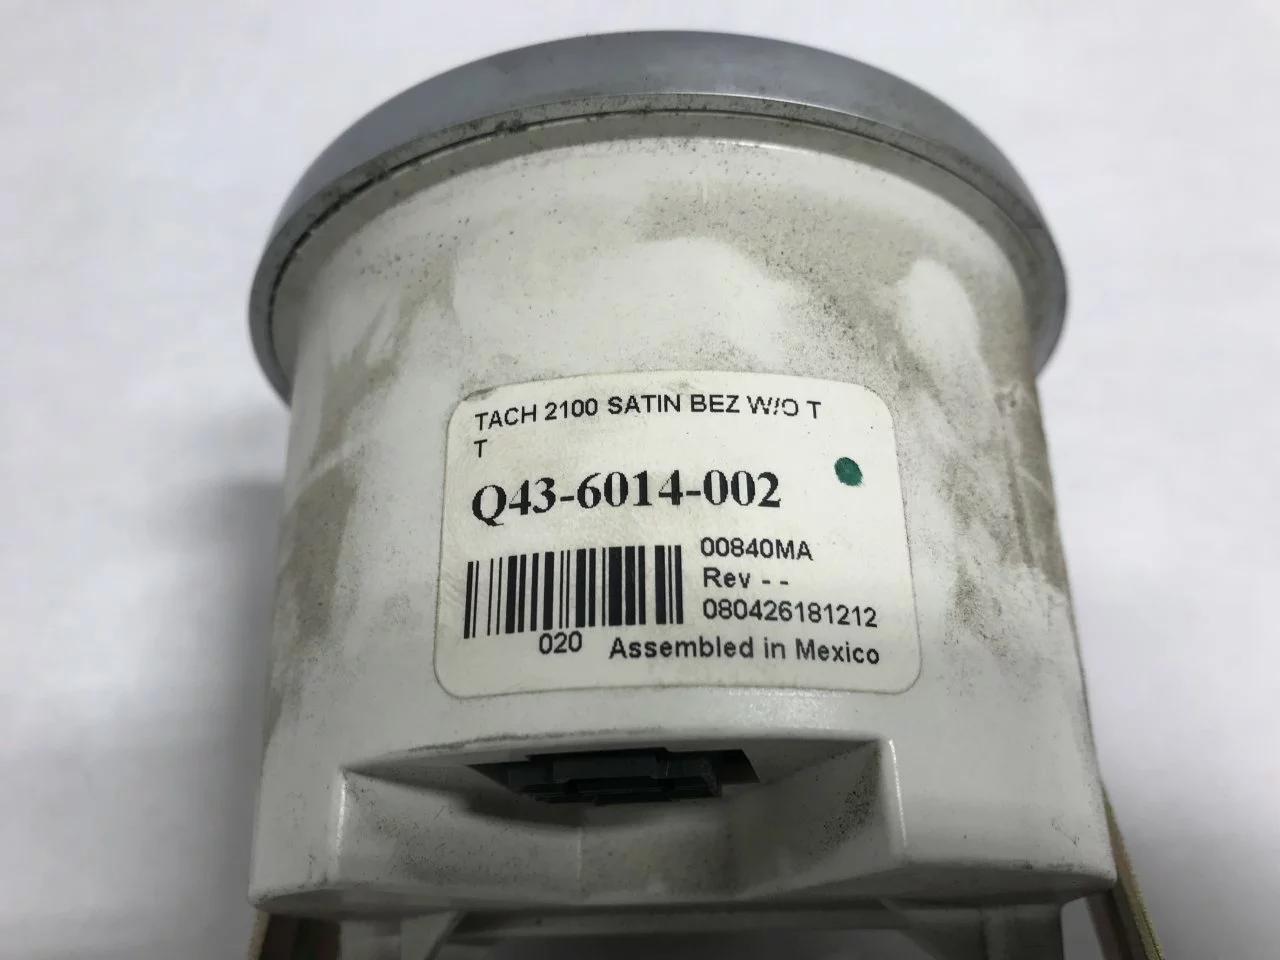 TACH 2100 SATIN BEZ W/O T
T
Q43-6014-002
00840MA
Rev - -
080426181212
020 Assembled in Mexico